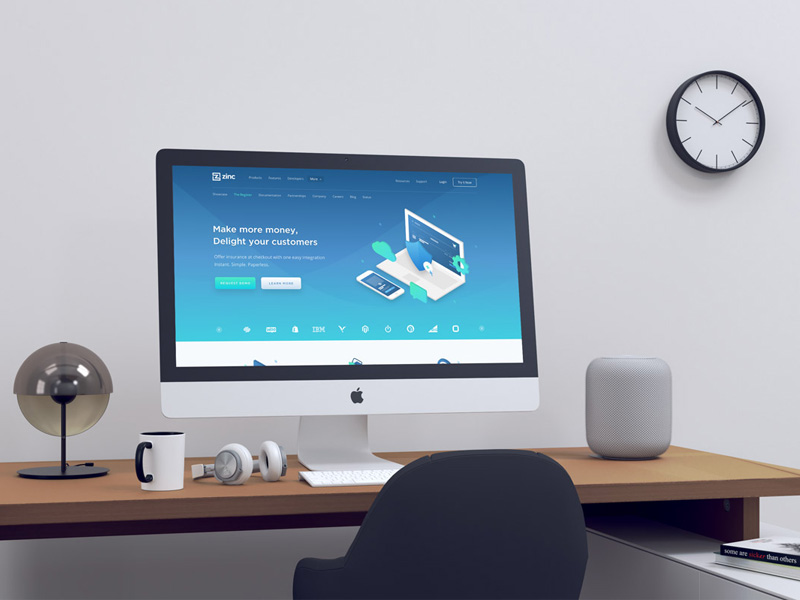 zinc
Products Features Developers More
Resources Support Login Try it now
Make more money,
Delight your customers
Offer insurance at checkout with one easy integration
Instant. Simple. Paperless.
REQUEST DEMO LEARN MORE
IBM
some are sicker than others